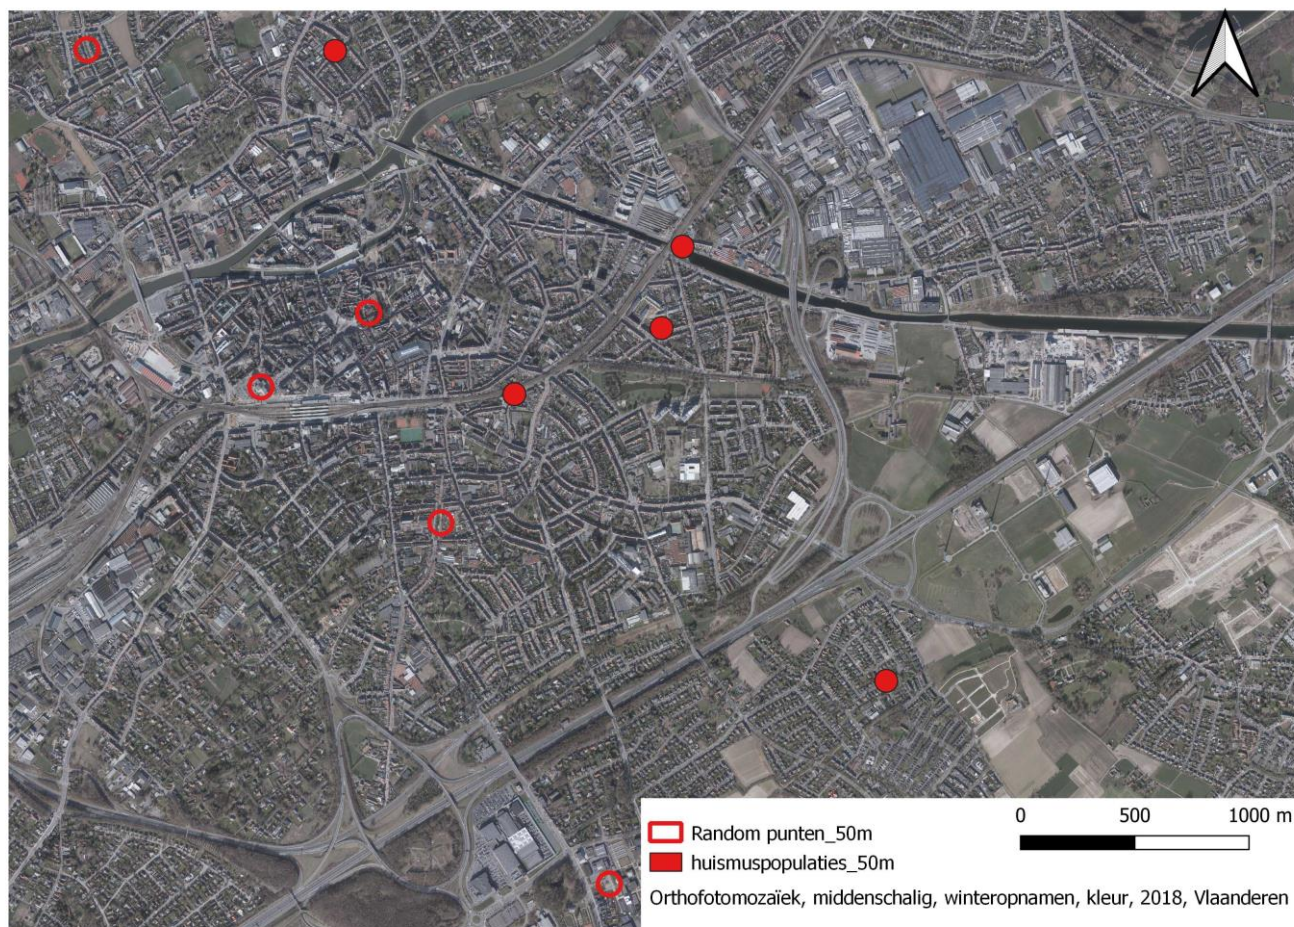 0 500 1000 m
Random punten_50m
huismuspopulaties_50m
Orthofotomozaïek, middenschalig, winteropnamen, kleur, 2018, Vlaanderen